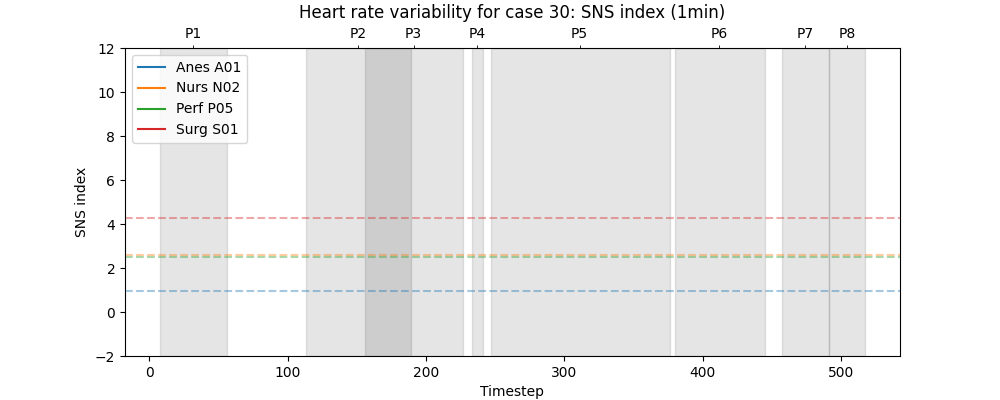 Heart rate variability for case 30: SNS index (1min)
P1 P2 P3 P4 P5 P6 P7 P8
12
10
8
6
4
2
0
−2
SNS index
Anes A01
Nurs N02
Perf P05
Surg S01
0 100 200 300 400 500
Timestep